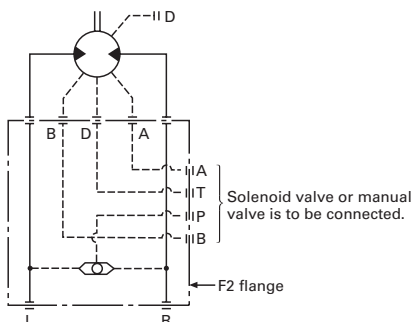 D
B D A
A
T
P
B
Solenoid valve or manual
valve is to be connected.
F2 flange
L R